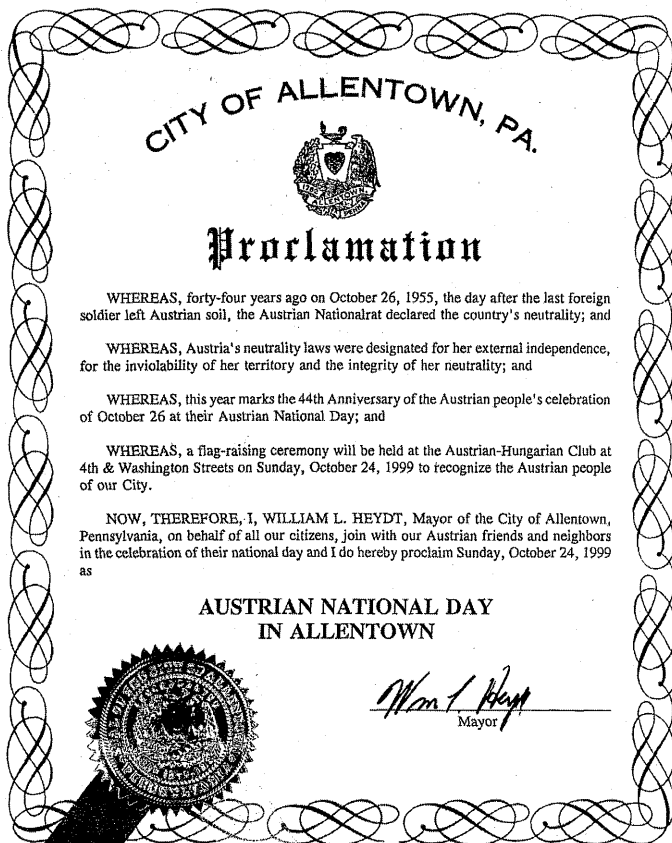 CITY OF ALLENTOWN, PA.
ALLENTOWN,
Proclamation
WHEREAS, forty-four years ago on October 26, 1955, the day after the last foreign
soldier left Austrian soil, the Austrian Nationalrat declared the country's neutrality; and
WHEREAS, Austria's neutrality laws were designated for her external independence,
for the inviolability of her territory and the integrity of her neutrality; and
WHEREAS, this year marks the 44th Anniversary of the Austrian people's celebration
of October 26 at their Austrian National Day; and
WHEREAS, a flag-raising ceremony will be held at the Austrian-Hungarian Club at
4th & Washington Streets on Sunday, October 24, 1999 to recognize the Austrian people
of our City.
NOW, THEREFORE, I, WILLIAM L. HEYDT, Mayor of the City of Allentown,
Pennsylvania, on behalf of all our citizens, join with our Austrian friends and neighbors
in the celebration of their national day and I do hereby proclaim Sunday, October 24, 1999
as
AUSTRIAN NATIONAL DAY
IN ALLENTOWN
Wm L. Heydt
Mayor